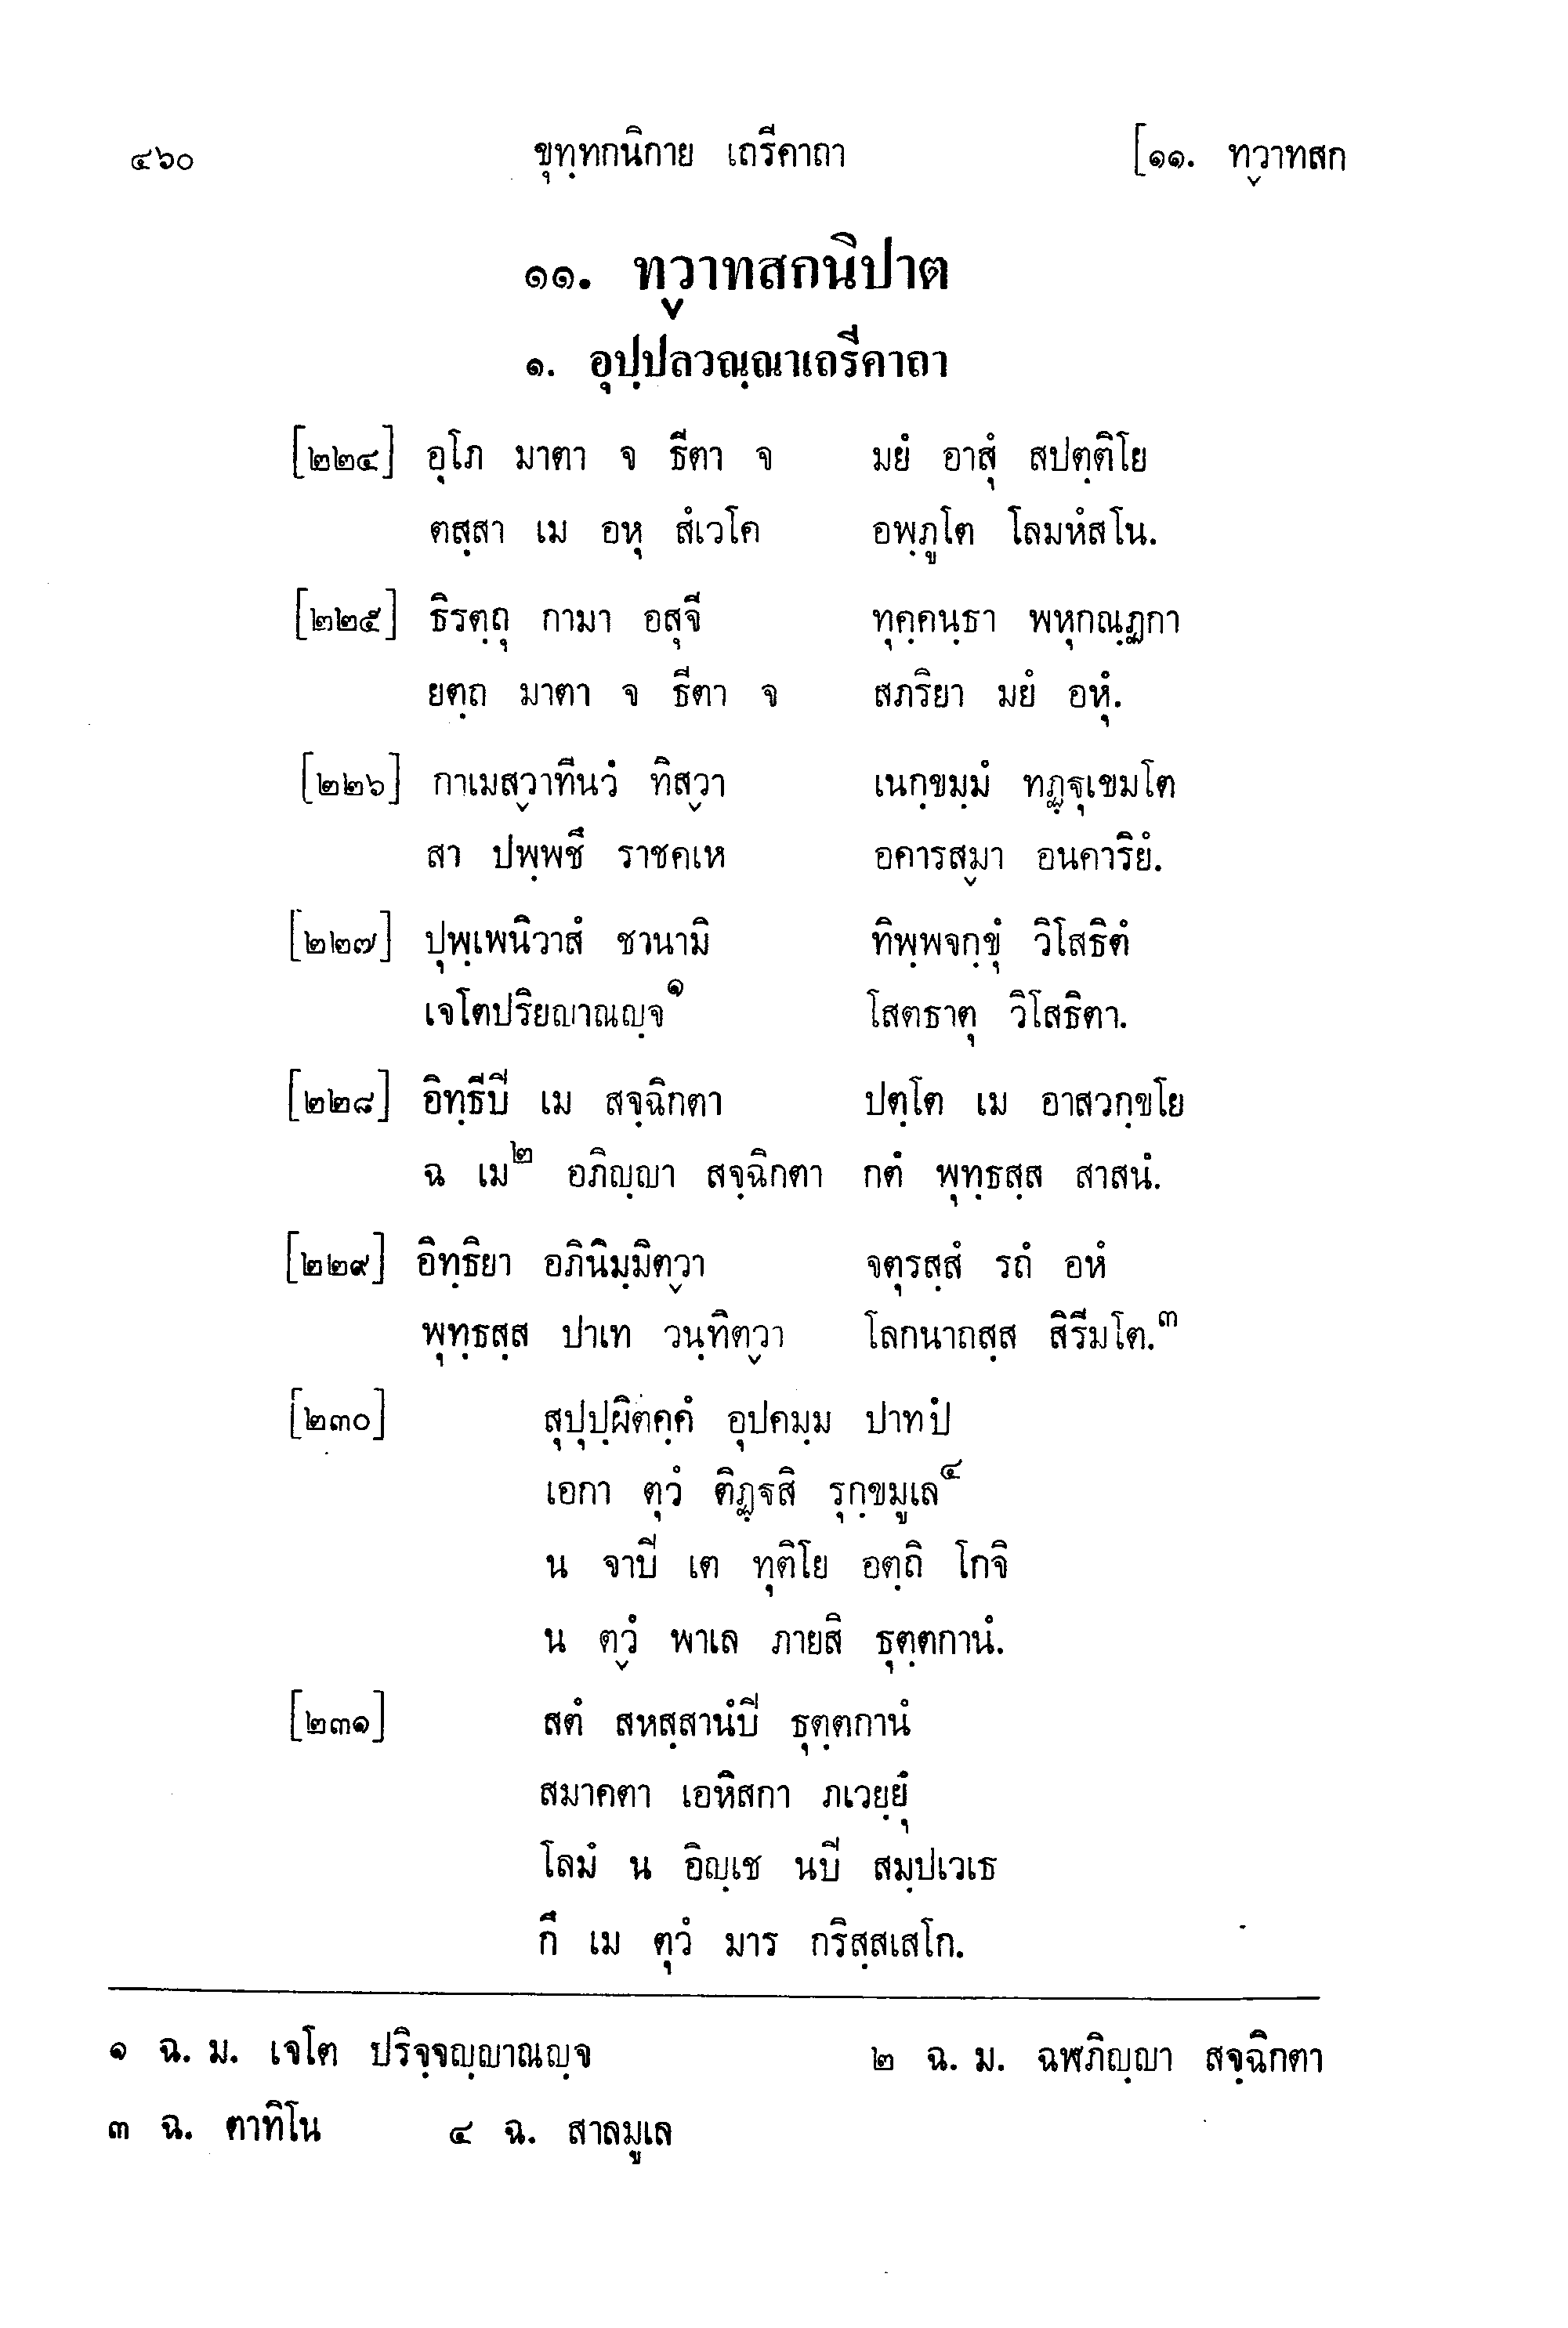 ๔๖๐ ขุทฺทกนิกาย เถรีคาถา [๑๑. ทฺวาทสก
๑๑. ทฺวาทสกนิปาต
๑. อุปฺปลวณฺณาเถรีคาถา
[๒๒๔] อุโภ มาตา จ ธีตา จ มยํ อาสุํ สปตฺติโย
ตสฺสา เม อหุ สํเวโค อพฺภูโต โลมหํสโน.
[๒๒๕] ธิรตฺถุ กามา อสุจี ทุคฺคนฺธา พหุกณฺฏกา
ยตฺถ มาตา จ ธีตา จ สภริยา มยํ อหุํ.
[๒๒๖] กาเมสฺวาทีนวํ ทิสฺวา เนกฺขมฺมํ ทฏฺฐุเขมโต
สา ปพฺพชึ ราชคเห อคารสฺมา อนคาริยํ.
[๒๒๗] ปุพฺเพนิวาสํ ชานามิ ทิพฺพจกฺขุํ วิโสธิตํ
เจโตปริยญาณญฺจ๑ โสตธาตุ วิโสธิตา.
[๒๒๘] อิทฺธีปิ เม สจฺฉิกตา ปตฺโต เม อาสวกฺขโย
ฉ เม๒ อภิญฺญา สจฺฉิกตา กตํ พุทฺธสฺส สาสนํ.
[๒๒๙] อิทฺธิยา อภินิมฺมิตฺวา จตุรสฺสํ รถํ อหํ
พุทฺธสฺส ปาเท วนฺทิตฺวา โลกนาถสฺส สิรีมโต.๓
[๒๓๐] สุปุปฺผิตคฺคํ อุปคมฺม ปาทปํ
เอกา ตุวํ ติฏฺฐสิ รุกฺขมูเล๔
น จาปิ เต ทุติโย อตฺถิ โกจิ
น ตฺวํ พาเล ภายสิ ธุตฺตกานํ.
[๒๓๑] สตํ สหสฺสานํปิ ธุตฺตกานํ
สมาคตา เอทิสกา ภเวยฺยุํ
โลมํ น อิญฺเช นปิ สมฺปเวเธ
กึ เม ตุวํ มาร กริสฺสเสโก.
๑ ฉ. ม. เจโต ปริจฺจญฺญาณญฺจ ๒ ฉ. ม. ฉฬภิญฺญา สจฺฉิกตา
๓ ฉ. ตาทิโน ๔ ฉ. สาลมูเล